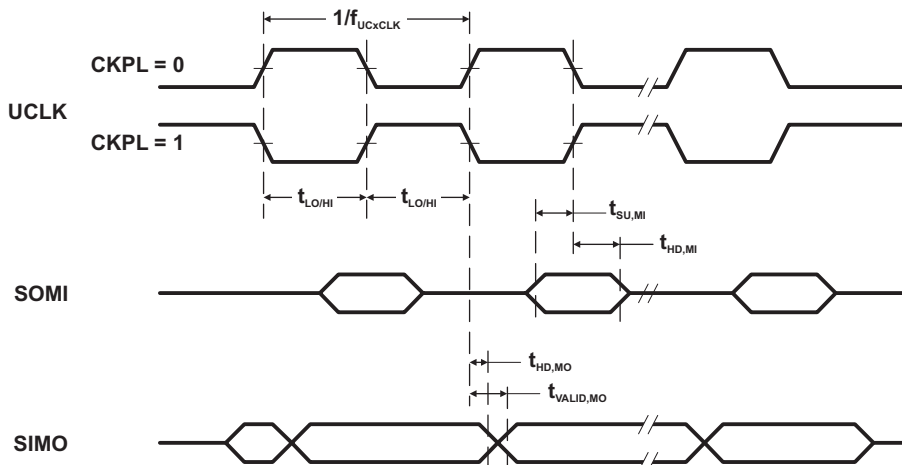 1/fUCxCLK
CKPL = 0
UCLK
CKPL = 1
tLO/HI tLO/HI
tSU,MI
tHD,MI
SOMI
tHD,MO
tVALID,MO
SIMO